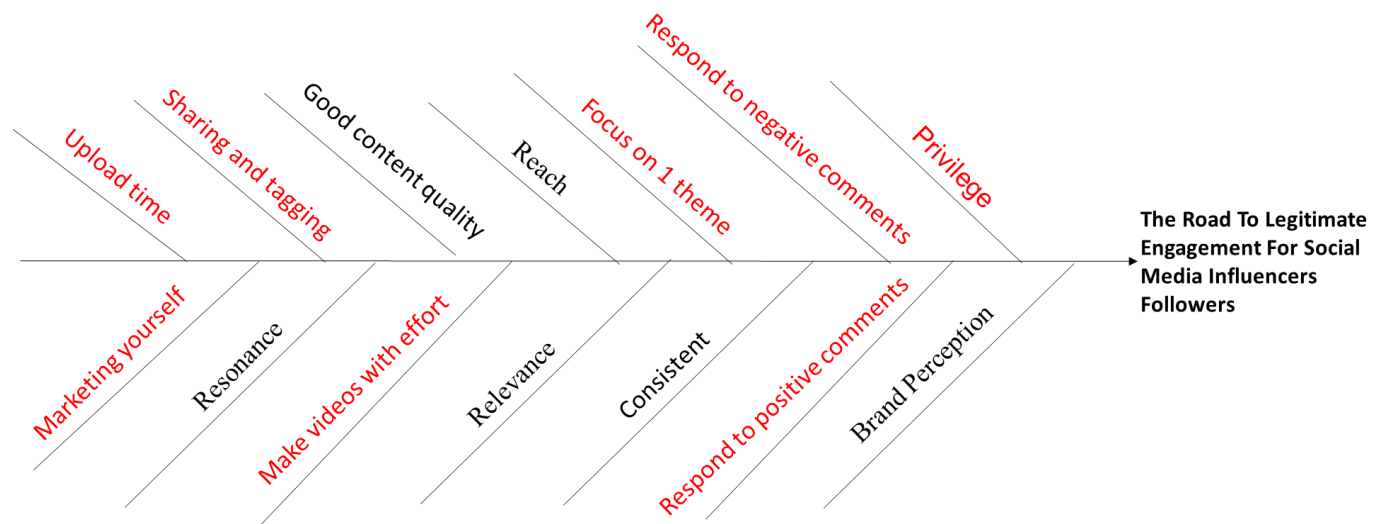 Upload time
Sharing and tagging
Good content quality
Reach
Focus on 1 theme
Respond to negative comments
Privilege
The Road To Legitimate
Engagement For Social
Media Influencers
Followers
Marketing yourself
Resonance
Make videos with effort
Relevance
Consistent
Respond to positive comments
Brand Perception